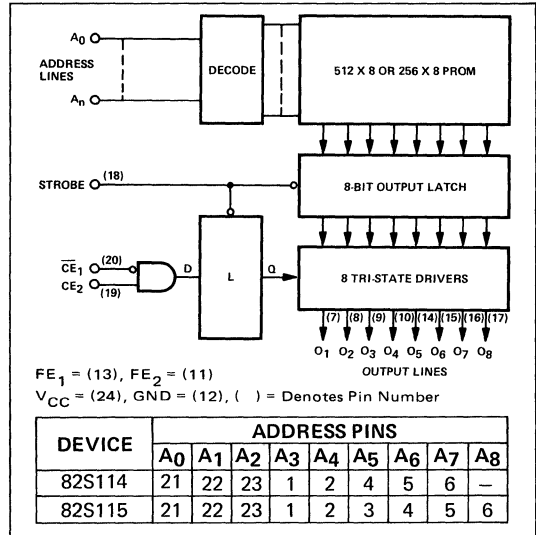 A0
ADDRESS LINES
An
DECODE
512 X 8 OR 256 X 8 PROM
STROBE (18)
8-BIT OUTPUT LATCH
CE1 (20)
CE2 (19)
D
L
Q
8 TRI-STATE DRIVERS
(7) (8) (9) (10) (14) (15) (16) (17)
O1 O2 O3 O4 O5 O6 O7 O8
OUTPUT LINES
FE1 = (13), FE2 = (11)
VCC = (24), GND = (12), ( ) = Denotes Pin Number
DEVICE ADDRESS PINS
A0 A1 A2 A3 A4 A5 A6 A7 A8
82S114 21 22 23 1 2 4 5 6 –
82S115 21 22 23 1 2 3 4 5 6